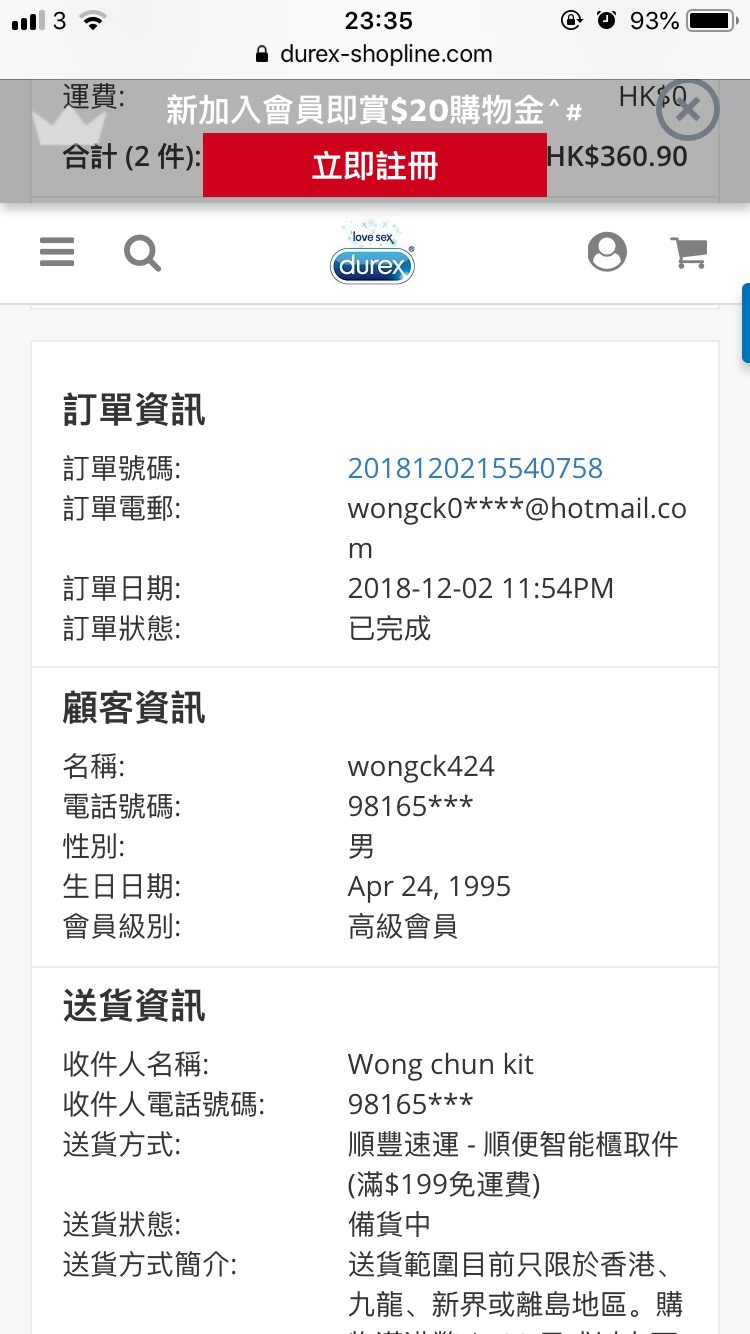 3 23:35 93%
durex-shopline.com
運費: HK$0
新加入會員即賞$20購物金^#
合計 (2 件): HK$360.90
立即註冊
love sex
durex®
訂單資訊
訂單號碼: 2018120215540758
訂單電郵: wongck0****@hotmail.co
m
訂單日期: 2018-12-02 11:54PM
訂單狀態: 已完成
顧客資訊
名稱: wongck424
電話號碼: 98165***
性別: 男
生日日期: Apr 24, 1995
會員級別: 高級會員
送貨資訊
收件人名稱: Wong chun kit
收件人電話號碼: 98165***
送貨方式: 順豐速運 - 順便智能櫃取件
(滿$199免運費)
送貨狀態: 備貨中
送貨方式簡介: 送貨範圍目前只限於香港、
九龍、新界或離島地區。購